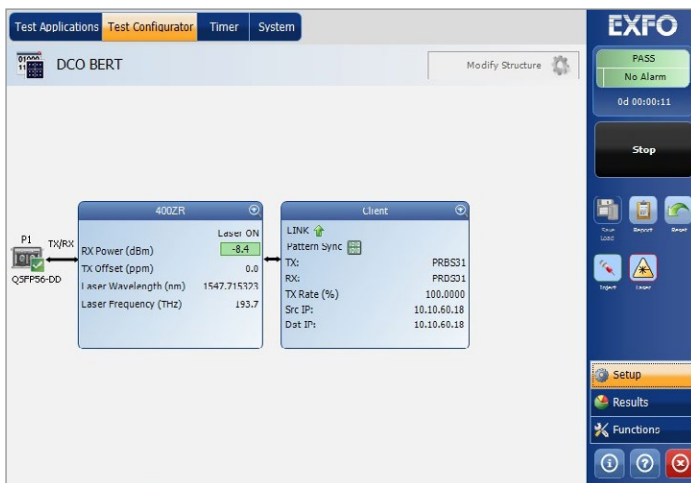 Test Applications Test Configurator Timer System
EXFO
DCO BERT
Modify Structure
PASS
No Alarm
0d 00:00:11
Stop
Save
Load
Report
Reset
Inject
Laser
P1
TX/RX
QSFP56-DD
400ZR
Laser ON
RX Power (dBm) -8.4
TX Offset (ppm) 0.0
Laser Wavelength (nm) 1547.715323
Laser Frequency (THz) 193.7
Client
LINK
Pattern Sync
TX: PRBS31
RX: PRBS31
TX Rate (%) 100.0000
Src IP: 10.10.60.18
Dst IP: 10.10.60.18
Setup
Results
Functions